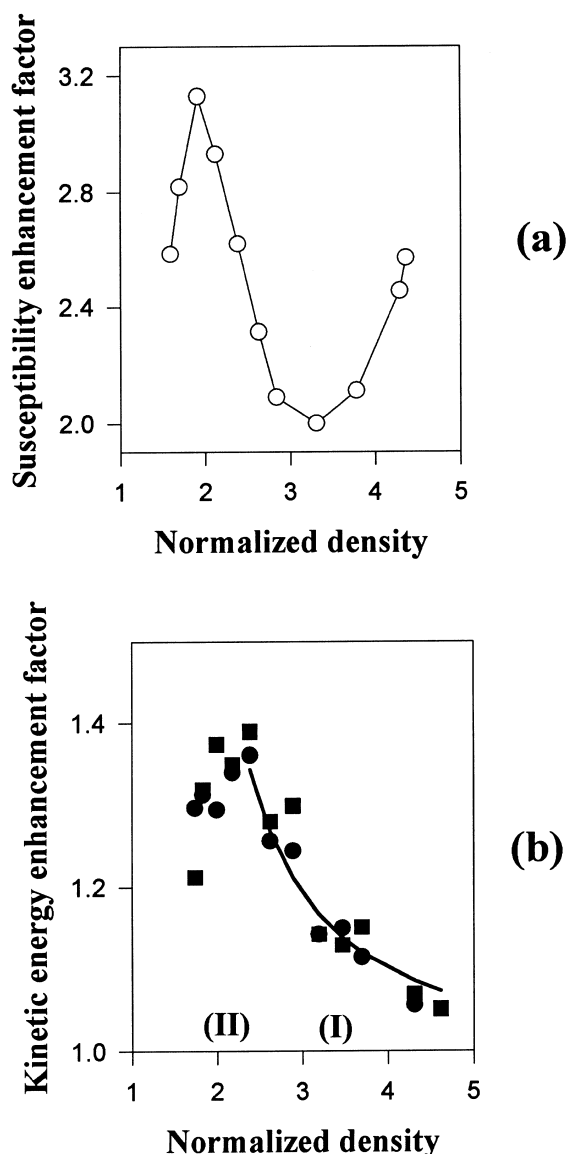 Susceptibility enhancement factor
3.2
2.8
2.4
2.0
1 2 3 4 5
Normalized density
(a)
Kinetic energy enhancement factor
1.4
1.2
1.0
(II) (I)
1 2 3 4 5
Normalized density
(b)